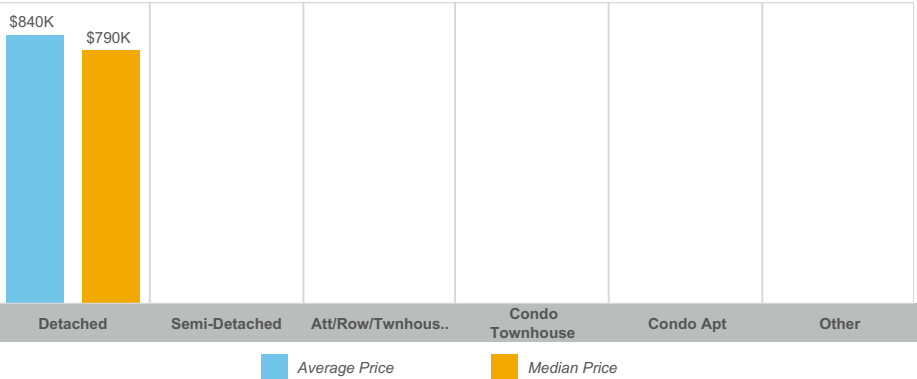 $840K
$790K
Detached
Semi-Detached
Att/Row/Twnhous..
Condo
Townhouse
Condo Apt
Other
Average Price
Median Price